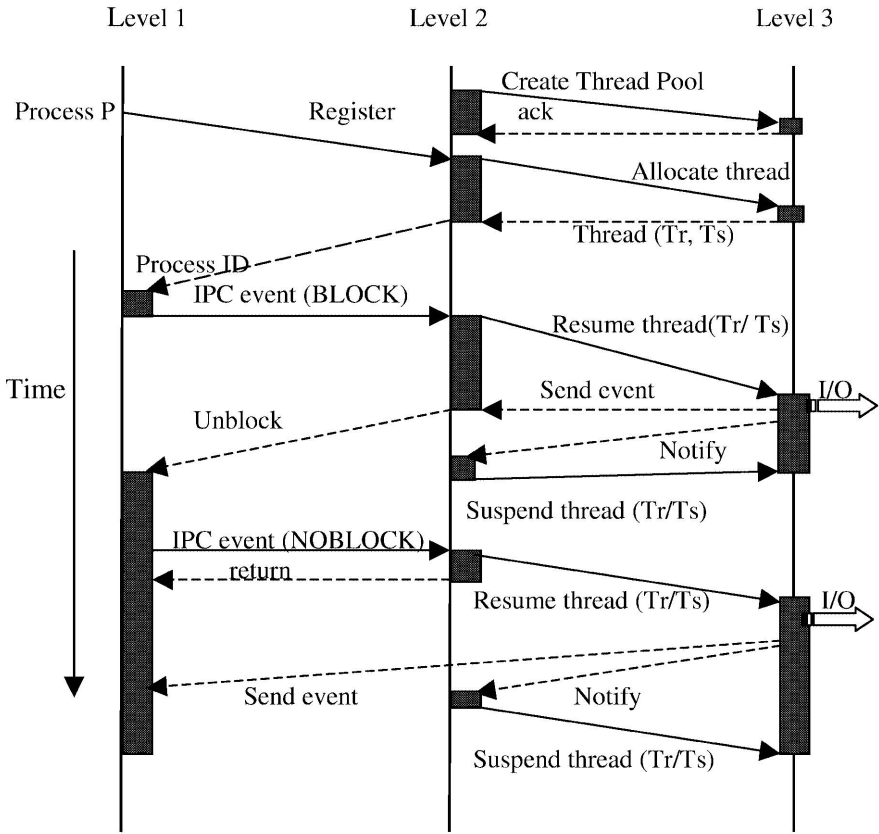 Level 1
Level 2
Level 3
Create Thread Pool
Process P
Register
ack
Allocate thread
Thread (Tr, Ts)
Process ID
IPC event (BLOCK)
Resume thread(Tr/ Ts)
Time
I/O
Send event
Unblock
Notify
Suspend thread (Tr/Ts)
IPC event (NOBLOCK)
return
Resume thread (Tr/Ts)
I/O
Send event
Notify
Suspend thread (Tr/Ts)